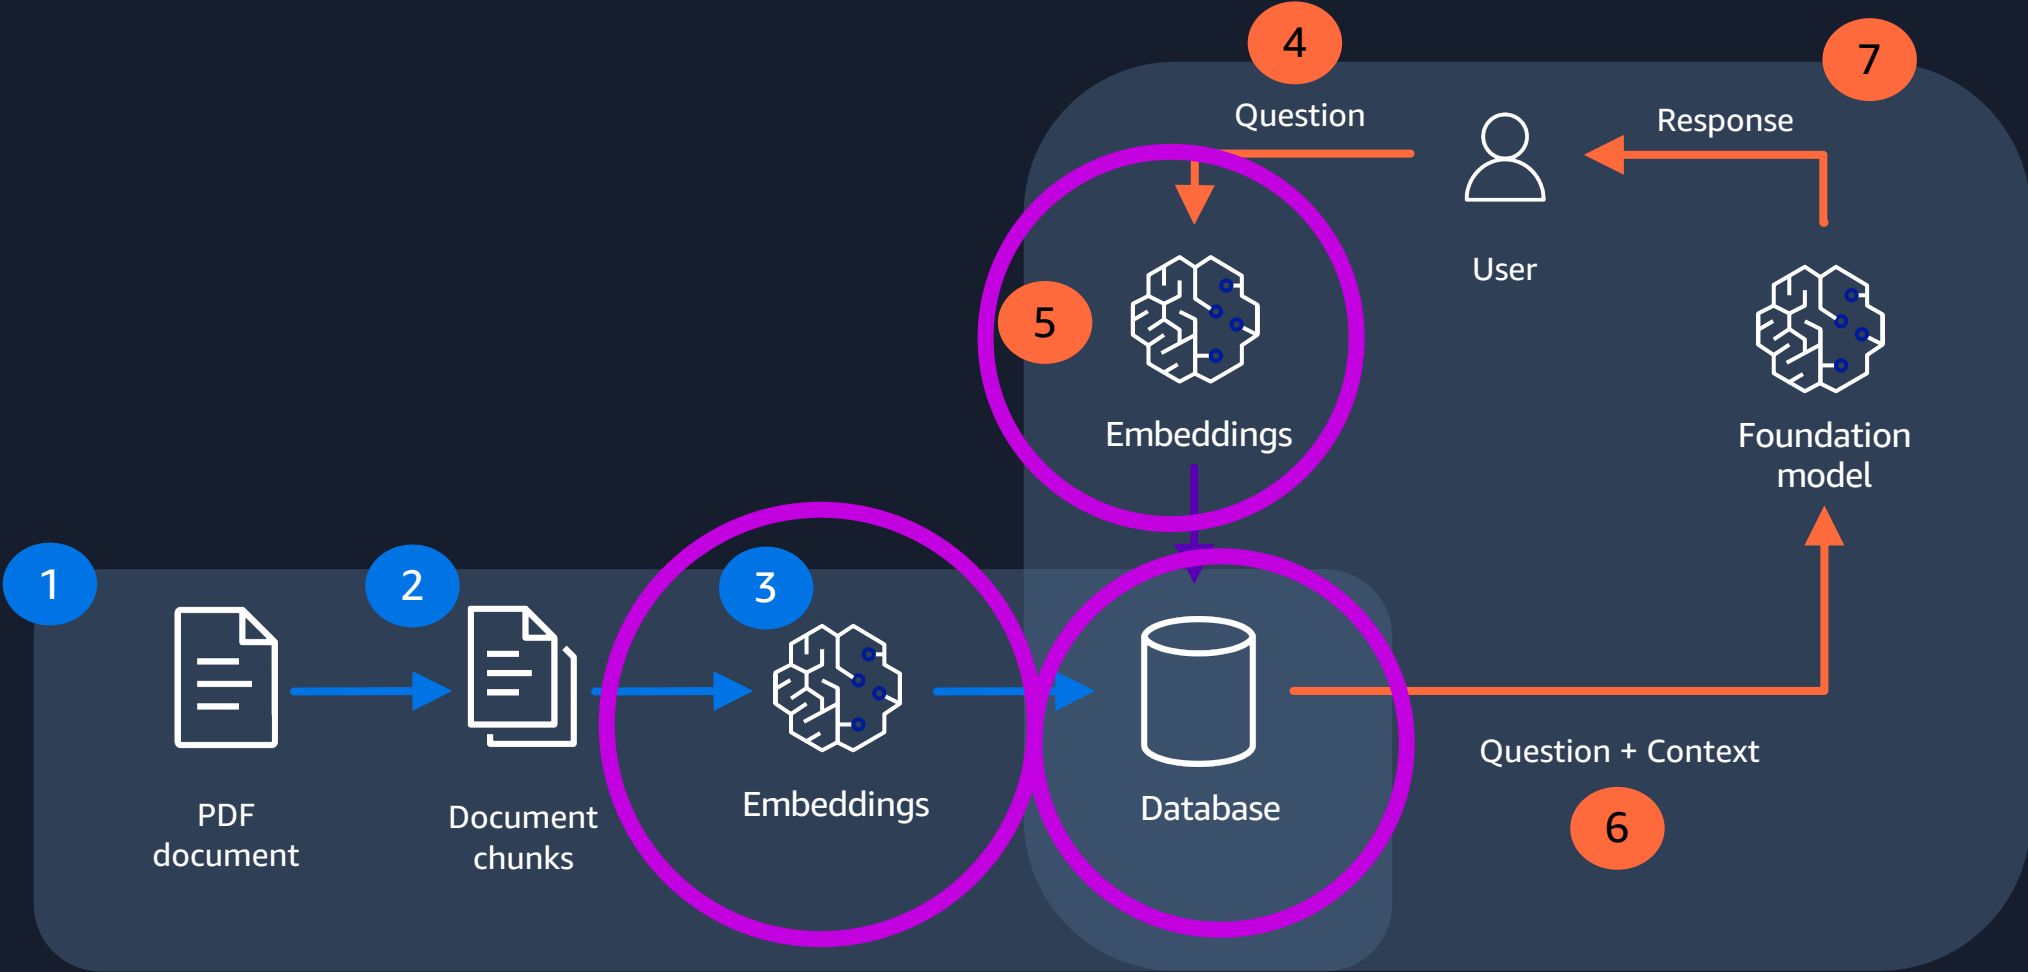 4
7
Question
Response
5
User
Embeddings
Foundation
model
1
2
3
PDF
document
Document
chunks
Embeddings
Database
Question + Context
6